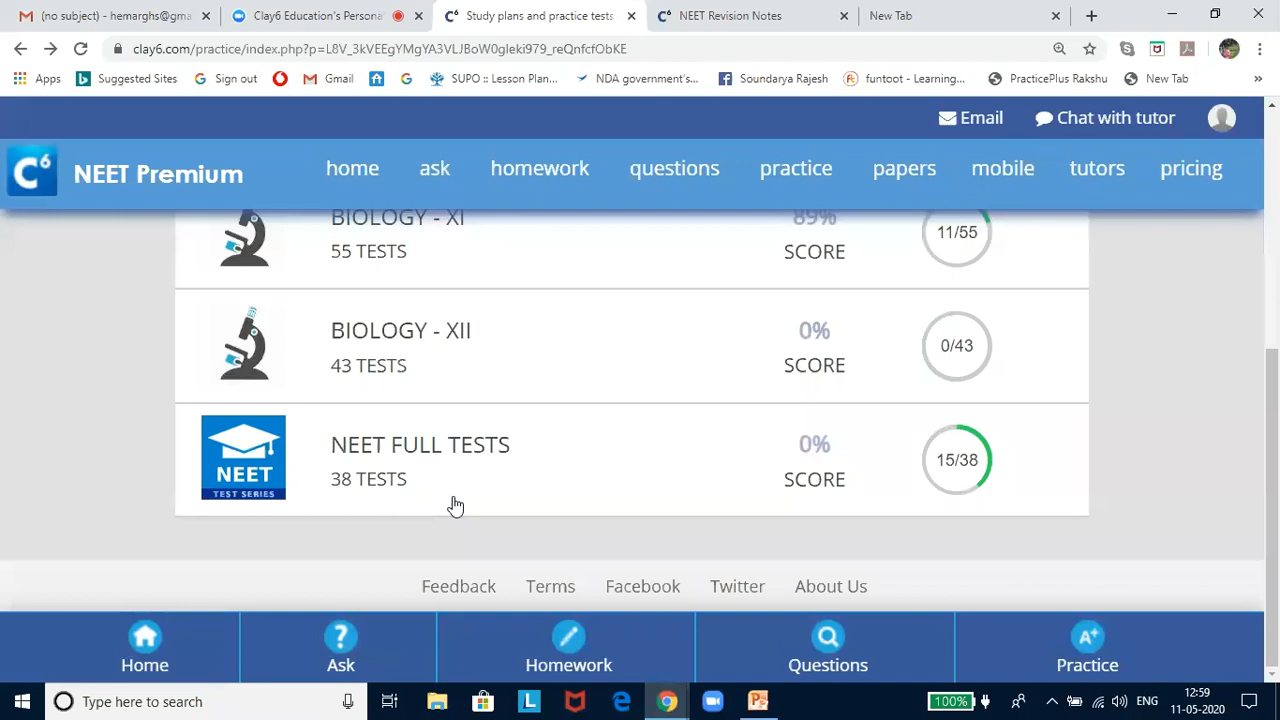 (no subject) - hemarghs@gma
Clay6 Education's Persona
Study plans and practice tests
NEET Revision Notes
New Tab
clay6.com/practice/index.php?p=L8V_3kVEEgYMgYA3VLJBoW0gIeki979_reQnfcfObKE
Apps
Suggested Sites
Sign out
Gmail
SUPO :: Lesson Plan...
NDA government's...
Soundarya Rajesh
funtoot - Learning...
PracticePlus Rakshu
New Tab
Email
Chat with tutor
C6
NEET Premium
home
ask
homework
questions
practice
papers
mobile
tutors
pricing
BIOLOGY - XI
89%
11/55
55 TESTS
SCORE
BIOLOGY - XII
0%
0/43
43 TESTS
SCORE
NEET
TEST SERIES
NEET FULL TESTS
0%
15/38
38 TESTS
SCORE
Feedback
Terms
Facebook
Twitter
About Us
Home
Ask
Homework
Questions
Practice
Type here to search
100%
ENG
12:59
11-05-2020